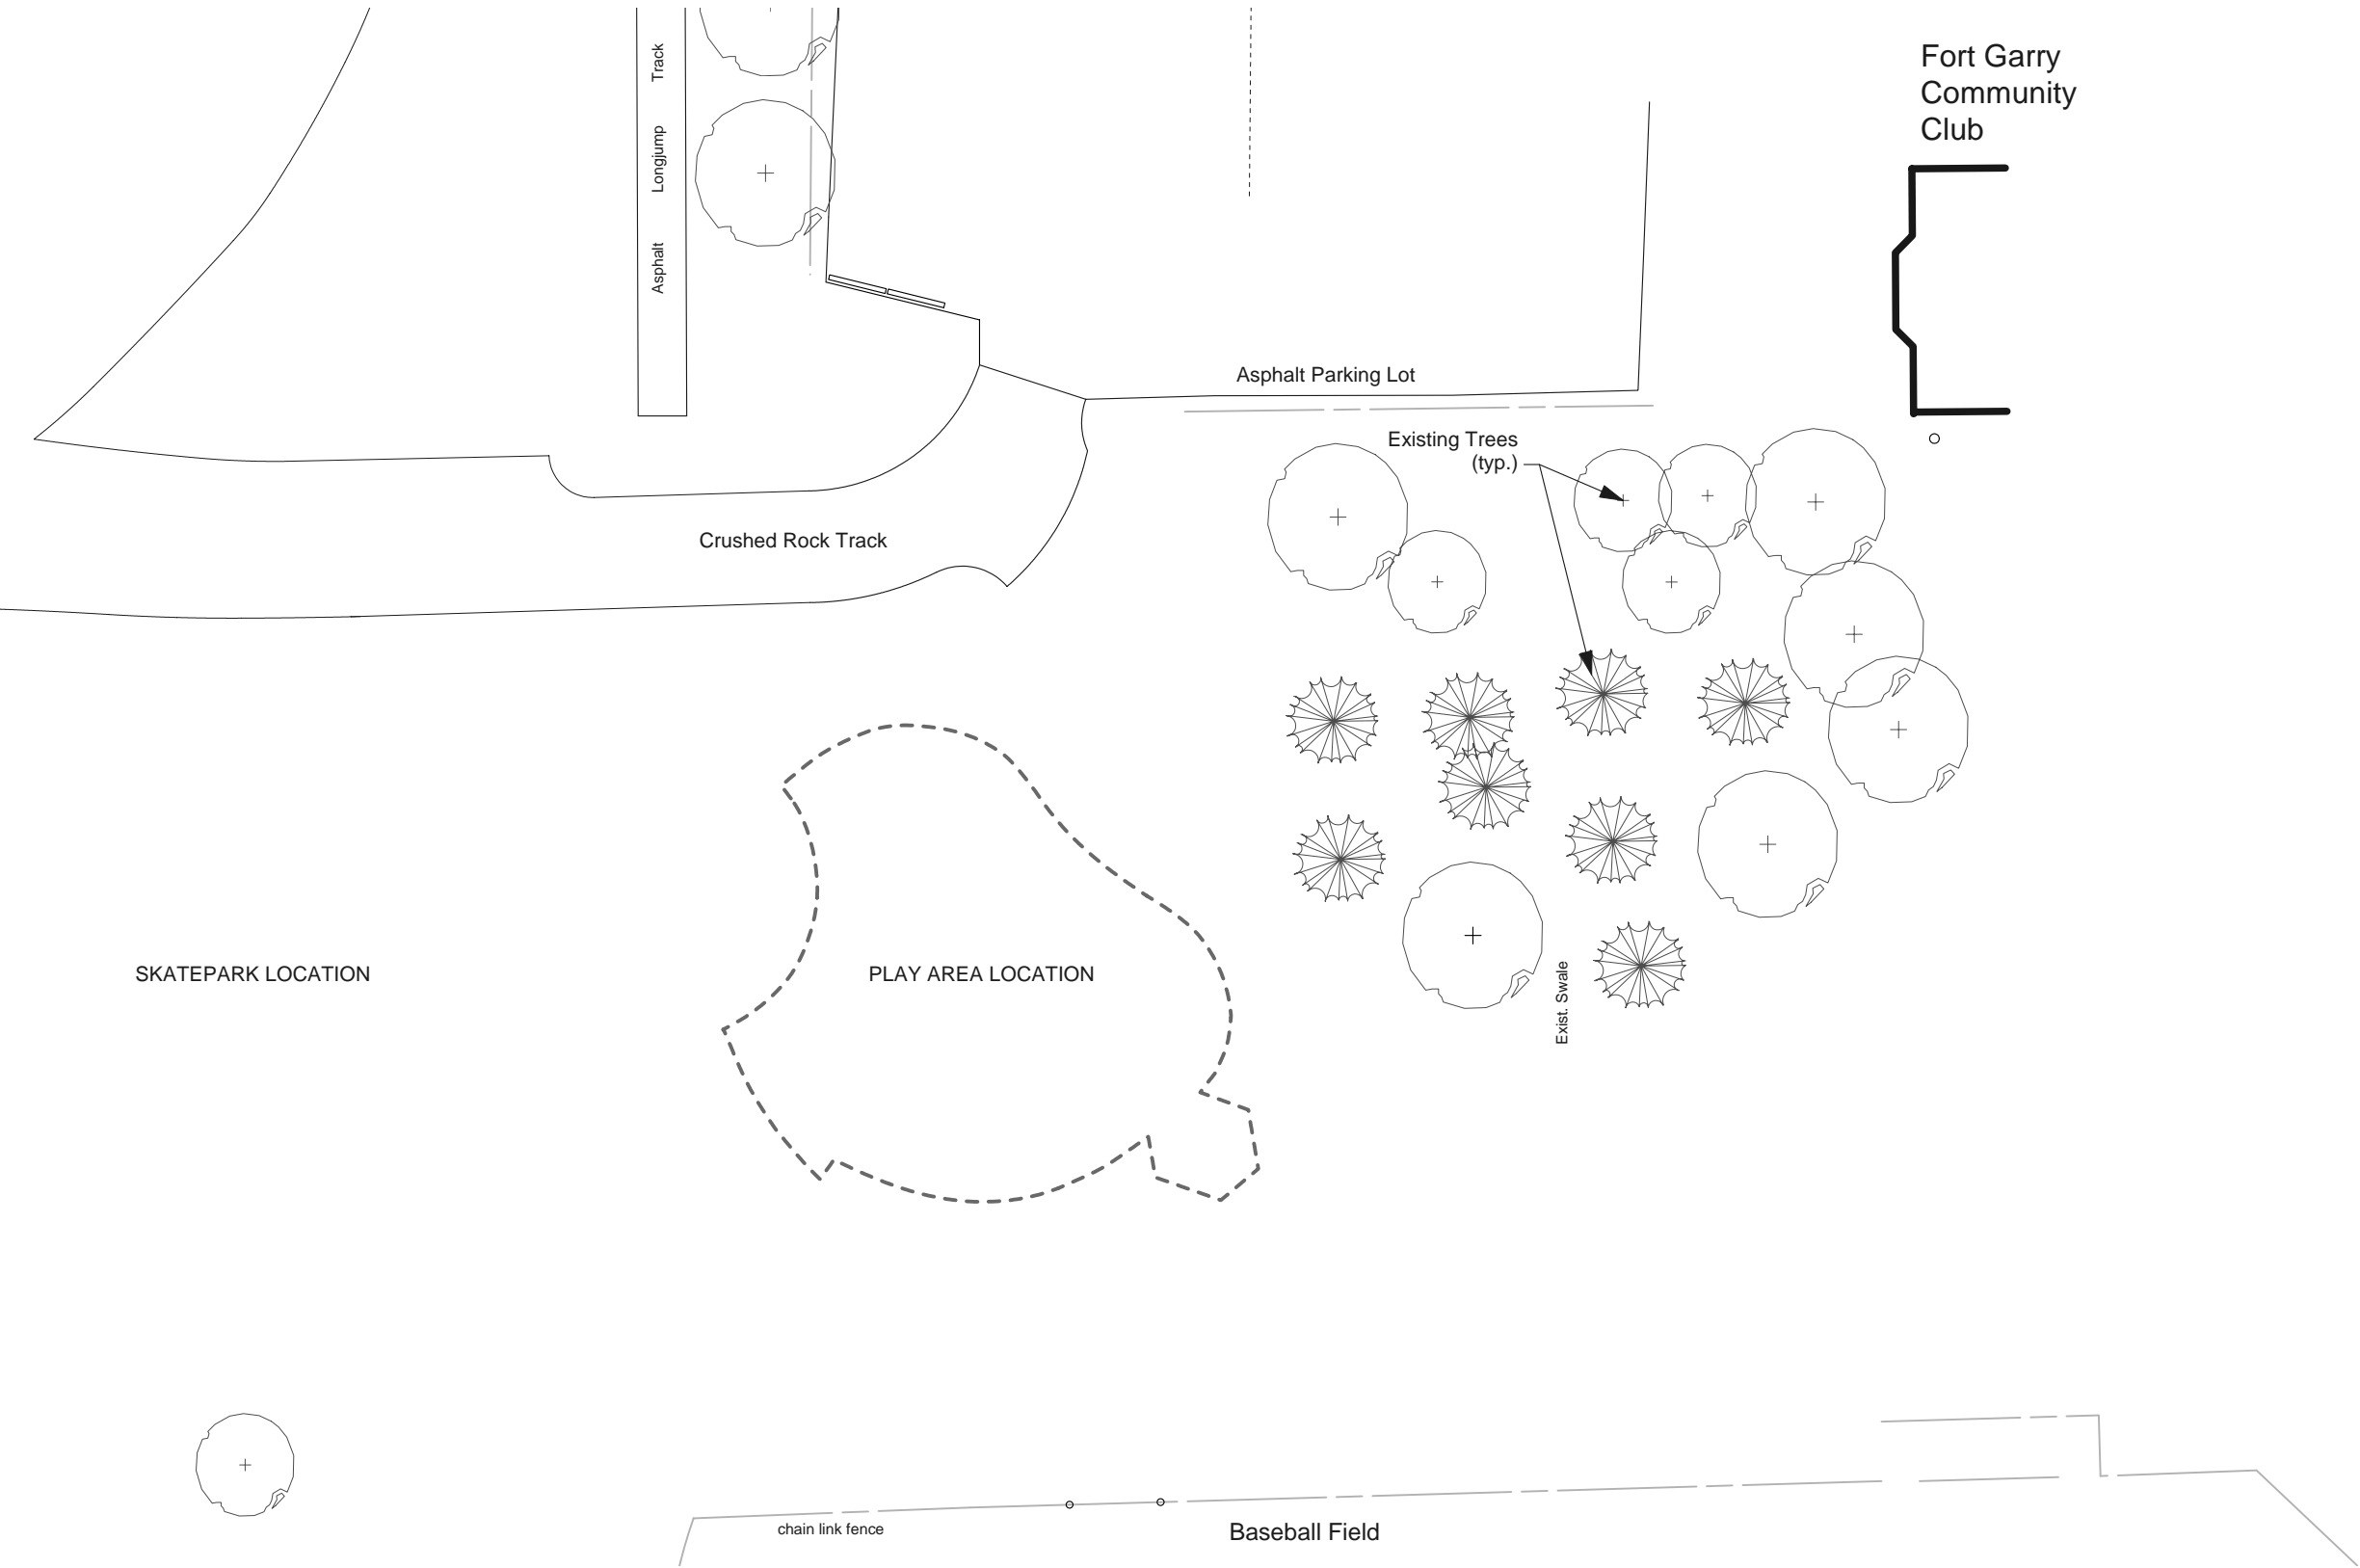 Fort Garry
Community
Club
Asphalt Longjump Track
Asphalt Parking Lot
Existing Trees
(typ.)
Crushed Rock Track
SKATEPARK LOCATION
PLAY AREA LOCATION
Exist. Swale
chain link fence
Baseball Field